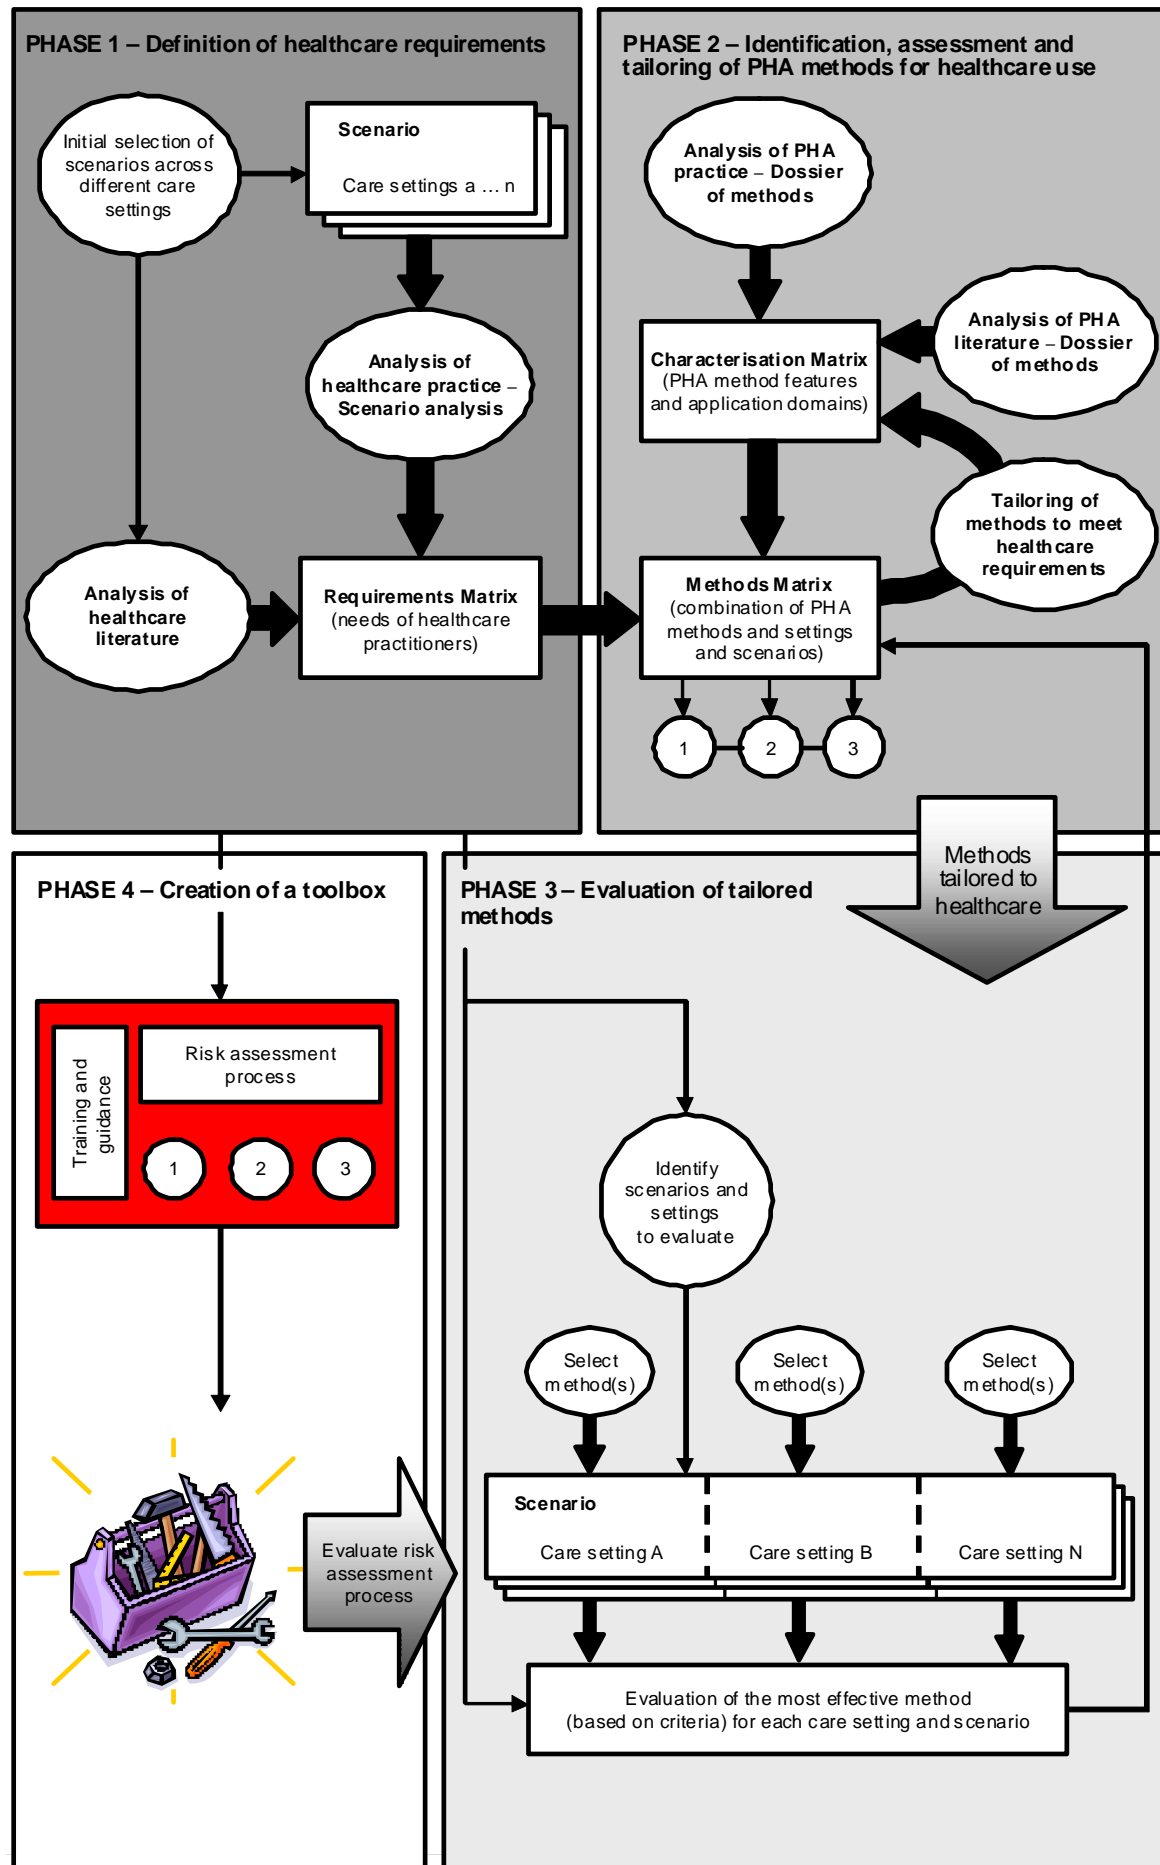 PHASE 1 – Definition of healthcare requirements
Initial selection of
scenarios across
different care
settings
Scenario
Care settings a … n
Analysis of
healthcare practice –
Scenario analysis
Analysis of
healthcare
literature
Requirements Matrix
(needs of healthcare
practitioners)
PHASE 2 – Identification, assessment and
tailoring of PHA methods for healthcare use
Analysis of PHA
practice – Dossier
of methods
Analysis of PHA
literature – Dossier
of methods
Characterisation Matrix
(PHA method features
and application domains)
Tailoring of
methods to meet
healthcare
requirements
Methods Matrix
(combination of PHA
methods and settings
and scenarios)
1
2
3
Methods
tailored to
healthcare
PHASE 4 – Creation of a toolbox
Training and
guidance
Risk assessment
process
1
2
3
Evaluate risk
assessment
process
PHASE 3 – Evaluation of tailored
methods
Identify
scenarios and
settings
to evaluate
Select
method(s)
Select
method(s)
Select
method(s)
Scenario
Care setting A
Care setting B
Care setting N
Evaluation of the most effective method
(based on criteria) for each care setting and scenario